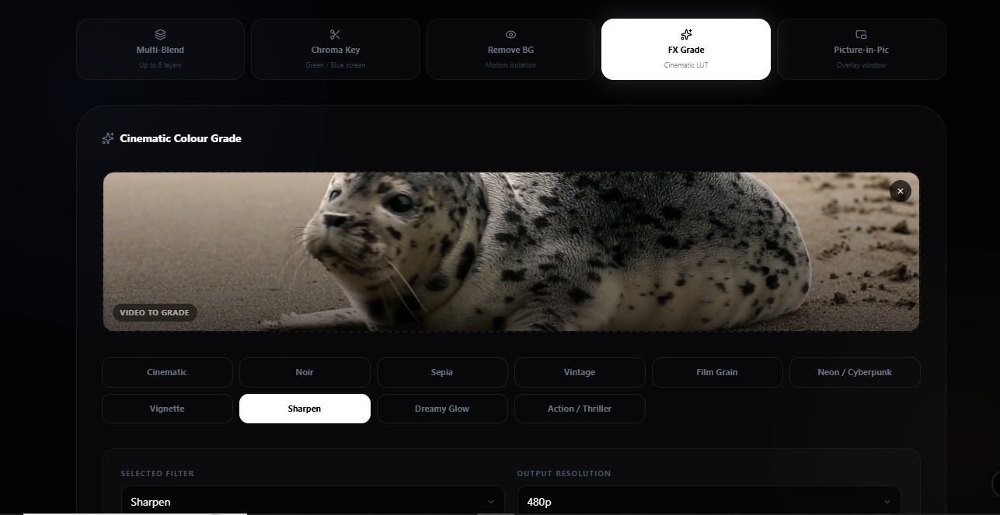 Multi-Blend
Up to 6 layers
Chroma Key
Green / Blue screen
Remove BG
Motion isolation
FX Grade
Cinematic LUT
Picture-in-Pic
Overlay window
Cinematic Colour Grade
VIDEO TO GRADE
Cinematic
Noir
Sepia
Vintage
Film Grain
Neon / Cyberpunk
Vignette
Sharpen
Dreamy Glow
Action / Thriller
SELECTED FILTER
OUTPUT RESOLUTION
Sharpen
480p